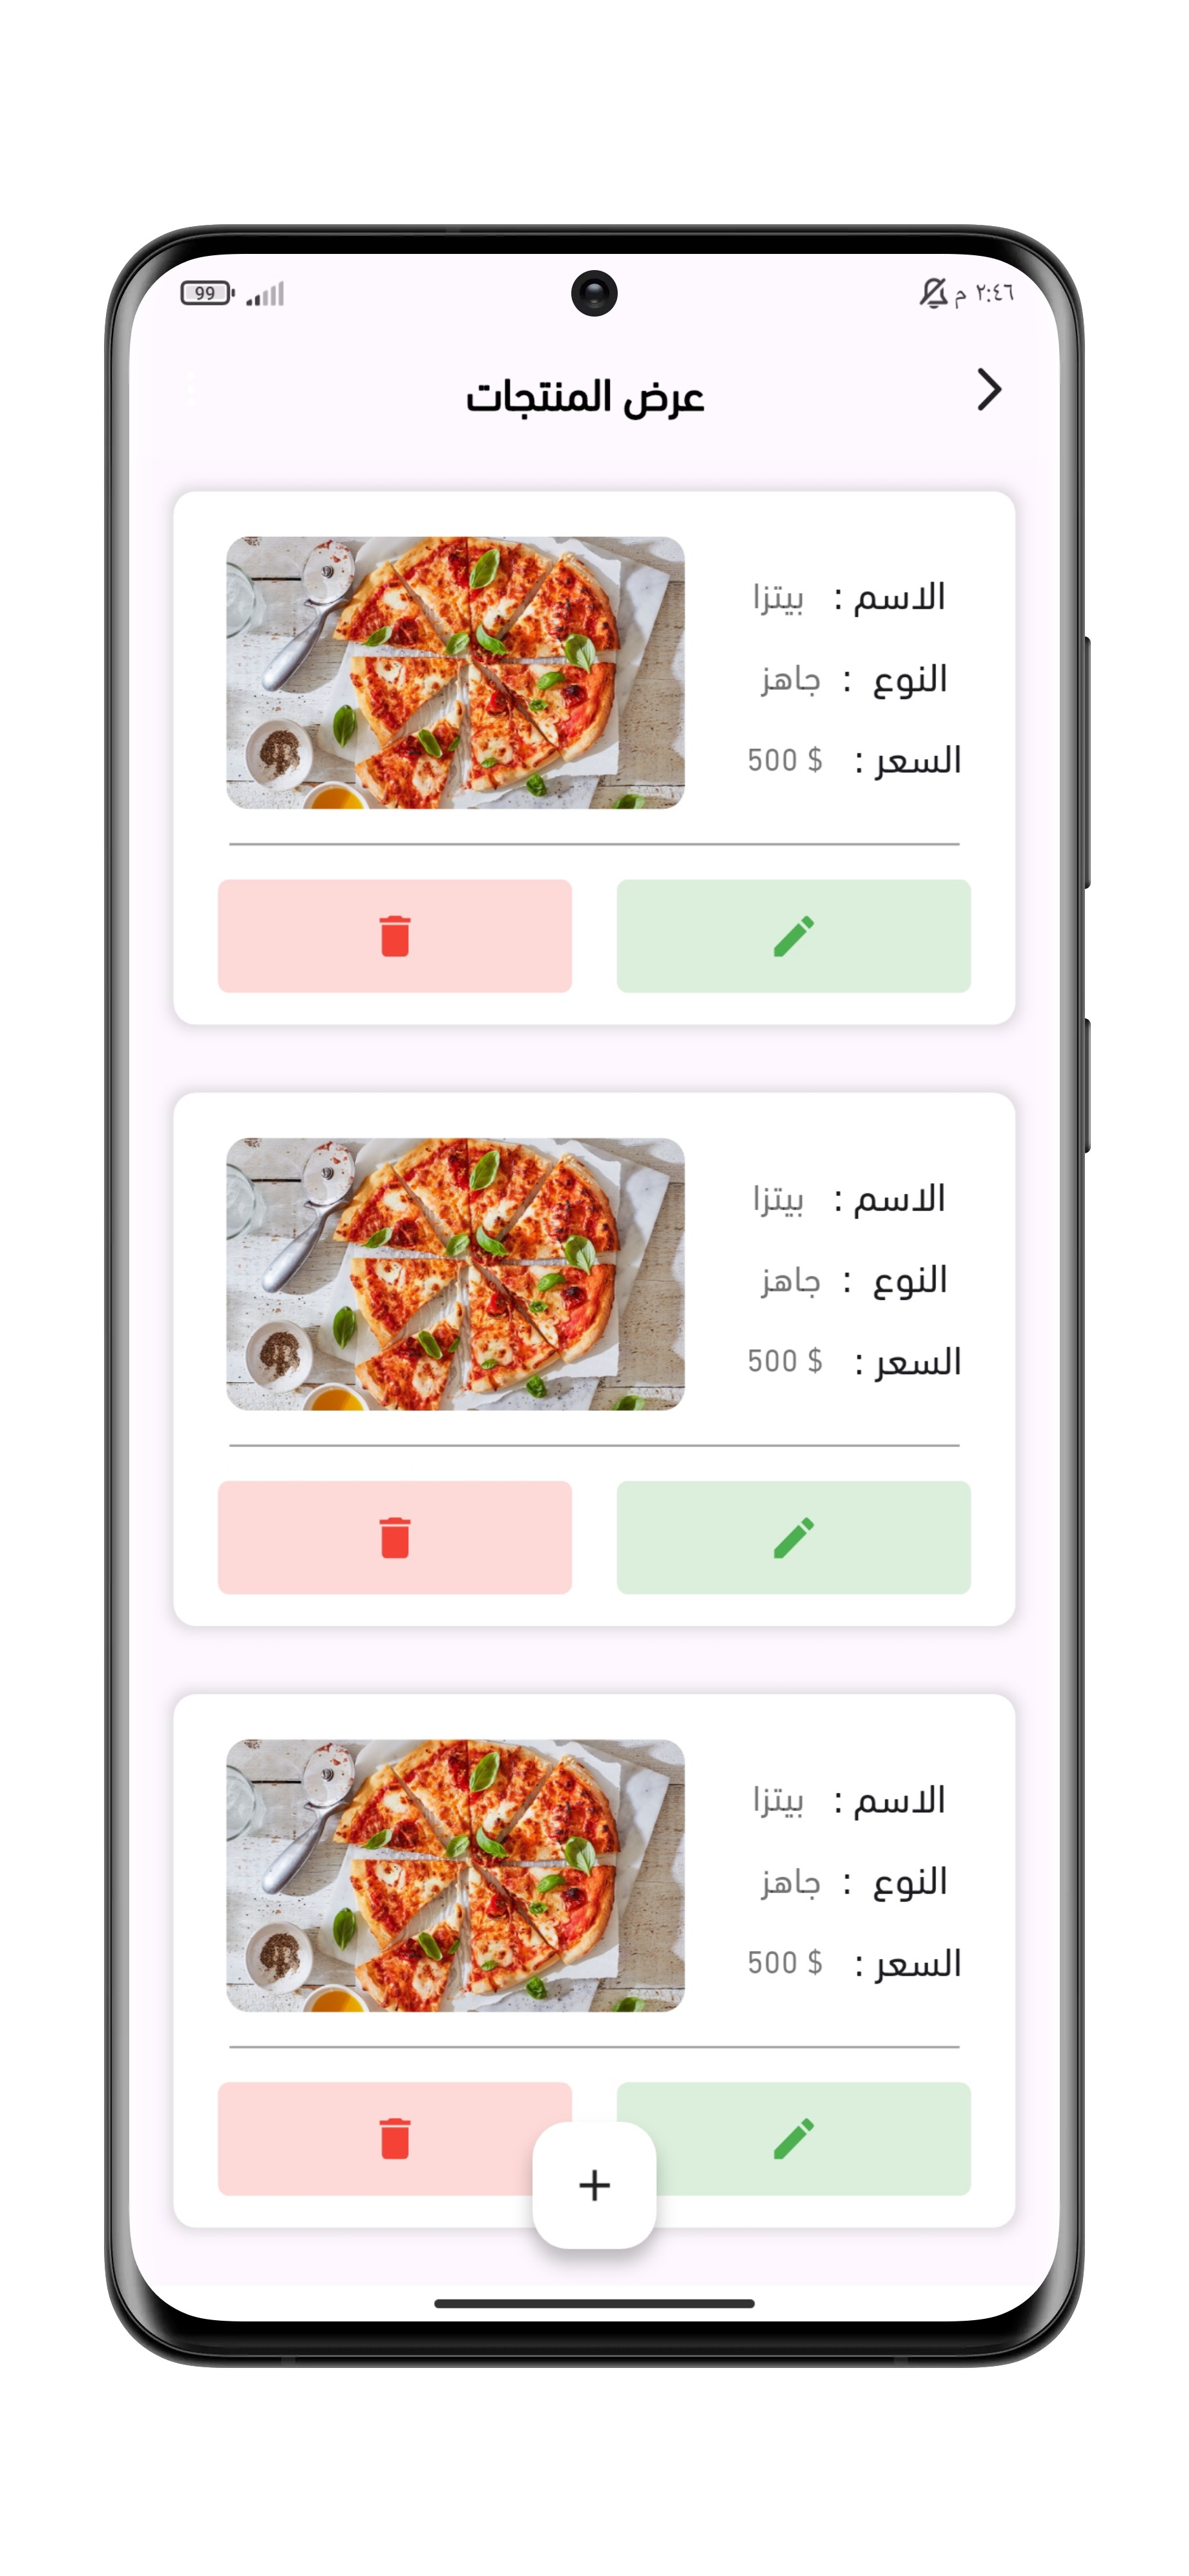 ٢:٤٦ م
99
عرض المنتجات
الاسم : بيتزا
النوع : جاهز
السعر : 500 $
الاسم : بيتزا
النوع : جاهز
السعر : 500 $
الاسم : بيتزا
النوع : جاهز
السعر : 500 $